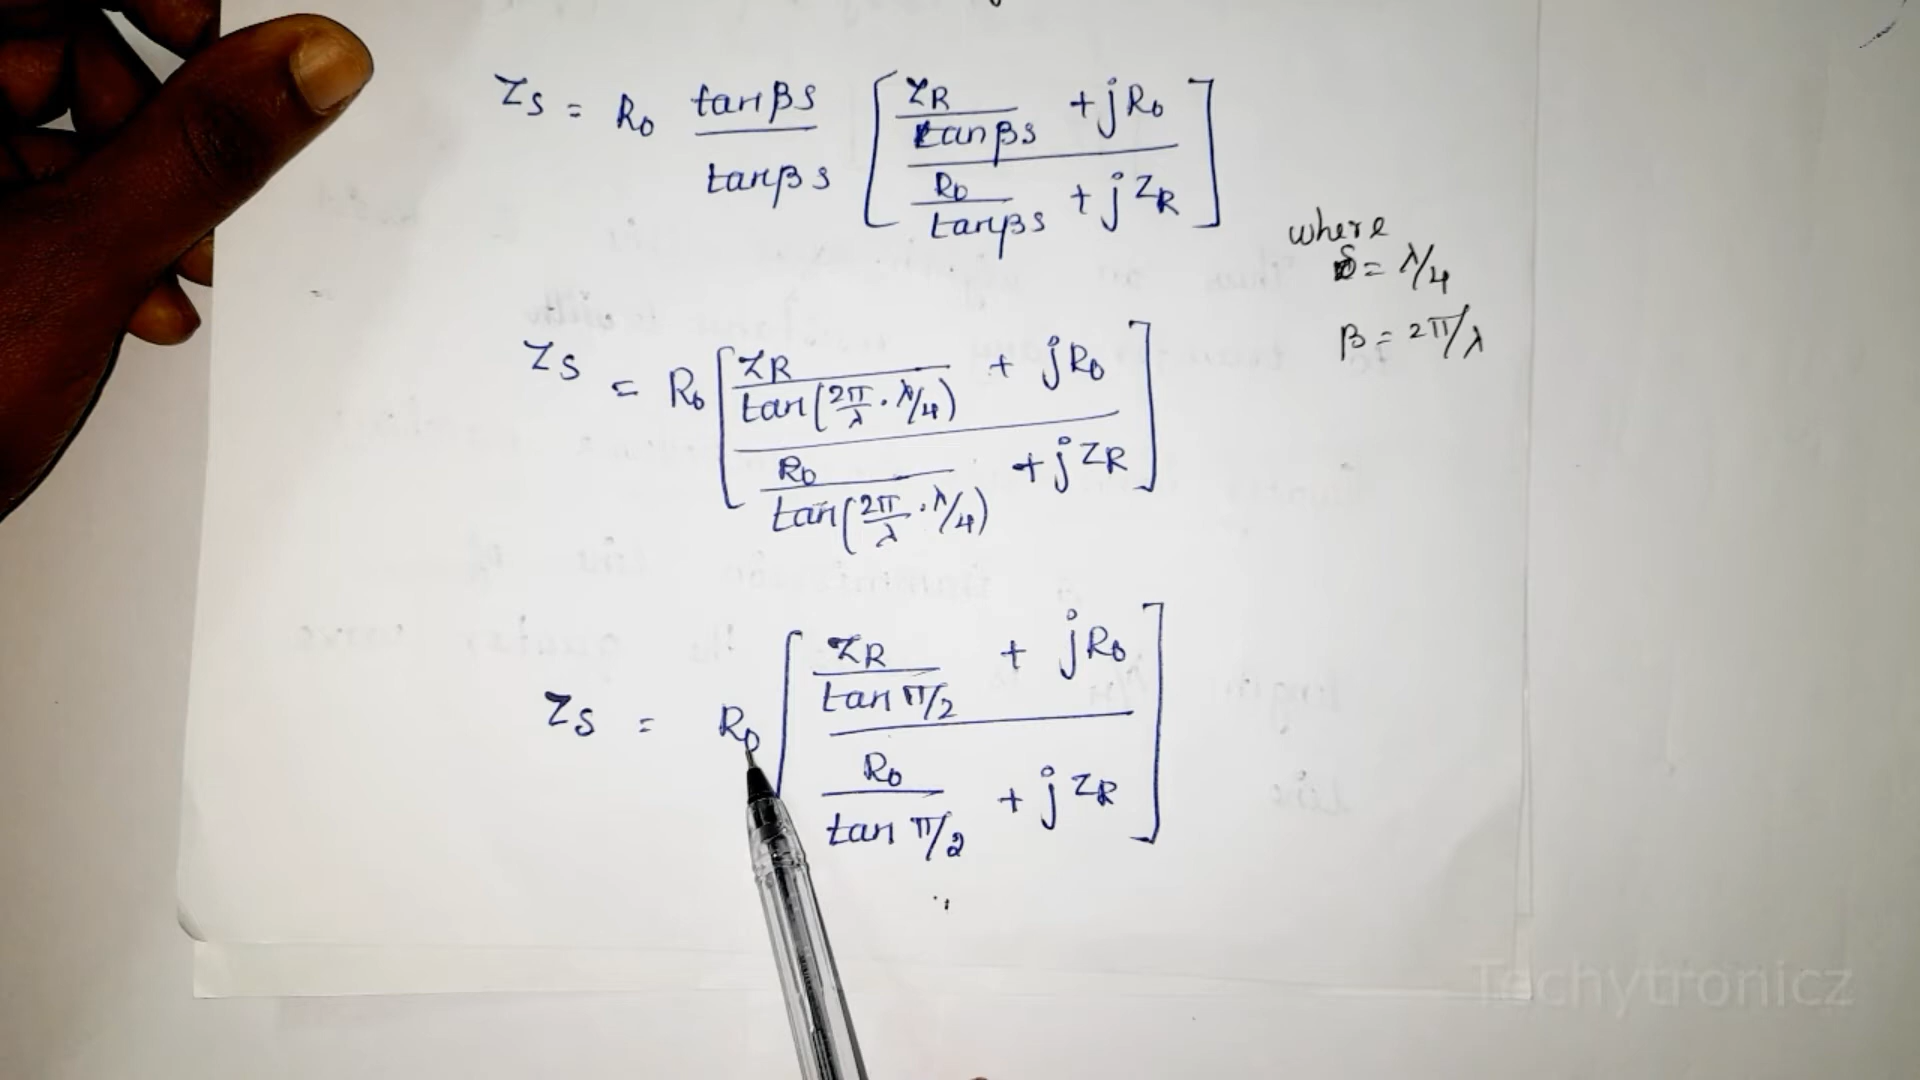 Zs = R0 tanβs / tanβs [ (ZR / tanβs + jR0) / (R0 / tanβs + jZR) ]
where
s = λ/4
β = 2π/λ
Zs = R0 [ (ZR / tan(2π/λ · λ/4) + jR0) / (R0 / tan(2π/λ · λ/4) + jZR) ]
Zs = R0 [ (ZR / tan π/2 + jR0) / (R0 / tan π/2 + jZR) ]
Techytronicz